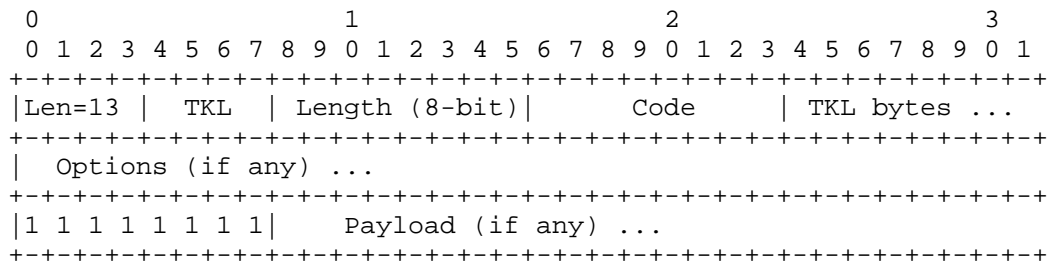 0                   1                   2                   3
 0 1 2 3 4 5 6 7 8 9 0 1 2 3 4 5 6 7 8 9 0 1 2 3 4 5 6 7 8 9 0 1
+-+-+-+-+-+-+-+-+-+-+-+-+-+-+-+-+-+-+-+-+-+-+-+-+-+-+-+-+-+-+-+-+
|Len=13 |  TKL  | Length (8-bit)|      Code     | TKL bytes ...
+-+-+-+-+-+-+-+-+-+-+-+-+-+-+-+-+-+-+-+-+-+-+-+-+-+-+-+-+-+-+-+-+
|  Options (if any) ...
+-+-+-+-+-+-+-+-+-+-+-+-+-+-+-+-+-+-+-+-+-+-+-+-+-+-+-+-+-+-+-+-+
|1 1 1 1 1 1 1 1|    Payload (if any) ...
+-+-+-+-+-+-+-+-+-+-+-+-+-+-+-+-+-+-+-+-+-+-+-+-+-+-+-+-+-+-+-+-+